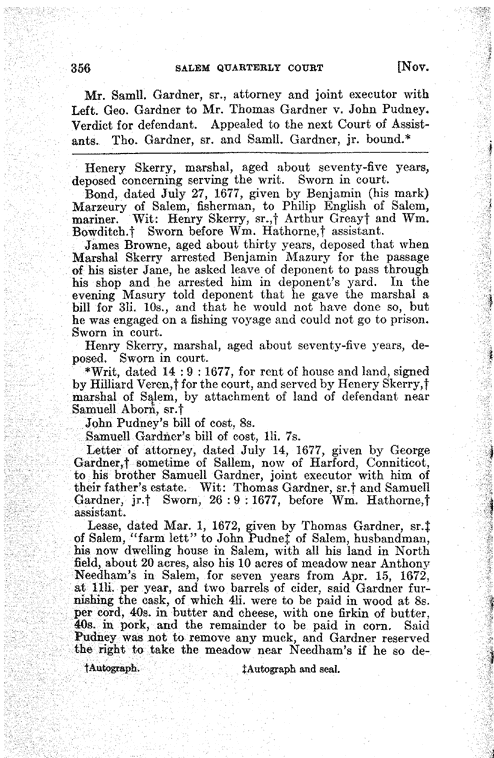 356 SALEM QUARTERLY COURT [Nov.
Mr. Samll. Gardner, sr., attorney and joint executor with
Left. Geo. Gardner to Mr. Thomas Gardner v. John Pudney.
Verdict for defendant. Appealed to the next Court of Assist-
ants. Tho. Gardner, sr. and Samll. Gardner, jr. bound.*
Henery Skerry, marshal, aged about seventy-five years,
deposed concerning serving the writ. Sworn in court.
Bond, dated July 27, 1677, given by Benjamin (his mark)
Marzeury of Salem, fisherman, to Philip English of Salem,
mariner. Wit: Henry Skerry, sr.,† Arthur Greay† and Wm.
Bowditch.† Sworn before Wm. Hathorne,† assistant.
James Browne, aged about thirty years, deposed that when
Marshal Skerry arrested Benjamin Mazury for the passage
of his sister Jane, he asked leave of deponent to pass through
his shop and he arrested him in deponent's yard. In the
evening Masury told deponent that he gave the marshal a
bill for 3li. 10s., and that he would not have done so, but
he was engaged on a fishing voyage and could not go to prison.
Sworn in court.
Henry Skerry, marshal, aged about seventy-five years, de-
posed. Sworn in court.
*Writ, dated 14 : 9 : 1677, for rent of house and land, signed
by Hilliard Veren,† for the court, and served by Henery Skerry,†
marshal of Salem, by attachment of land of defendant near
Samuell Aborn, sr.†
John Pudney's bill of cost, 8s.
Samuell Gardner's bill of cost, 1li. 7s.
Letter of attorney, dated July 14, 1677, given by George
Gardner,† sometime of Sallem, now of Harford, Conniticot,
to his brother Samuell Gardner, joint executor with him of
their father's estate. Wit: Thomas Gardner, sr.† and Samuell
Gardner, jr.† Sworn, 26 : 9 : 1677, before Wm. Hathorne,†
assistant.
Lease, dated Mar. 1, 1672, given by Thomas Gardner, sr.‡
of Salem, "farm lett" to John Pudne‡ of Salem, husbandman,
his now dwelling house in Salem, with all his land in North
field, about 20 acres, also his 10 acres of meadow near Anthony
Needham's in Salem, for seven years from Apr. 15, 1672,
at 11li. per year, and two barrels of cider, said Gardner fur-
nishing the cask, of which 4li. were to be paid in wood at 8s.
per cord, 40s. in butter and cheese, with one firkin of butter,
40s. in pork, and the remainder to be paid in corn. Said
Pudney was not to remove any muck, and Gardner reserved
the right to take the meadow near Needham's if he so de-
†Autograph. ‡Autograph and seal.